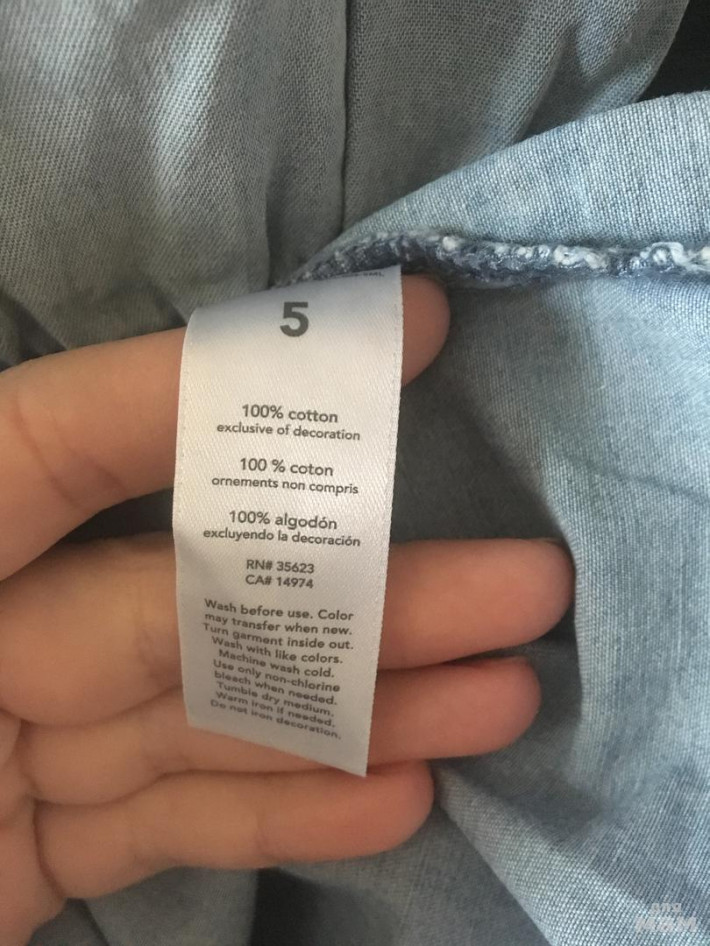 5
100% cotton
exclusive of decoration
100 % coton
ornements non compris
100% algodón
excluyendo la decoración
RN# 35623
CA# 14974
Wash before use. Color
may transfer when new.
Turn garment inside out.
Wash with like colors.
Machine wash cold.
Use only non-chlorine
bleach when needed.
Tumble dry medium.
Warm iron if needed.
Do not iron decoration.
для
МАМ